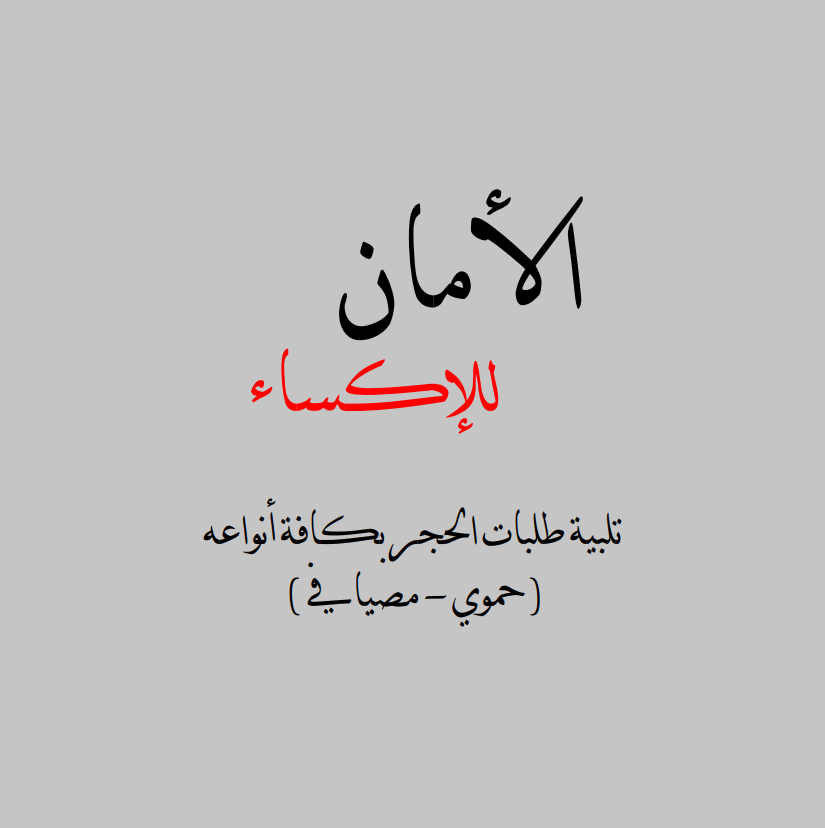 الأمان
للإكساء
تلبية طلبات الحجر بكافة أنواعه
( حموي - مصيافي )